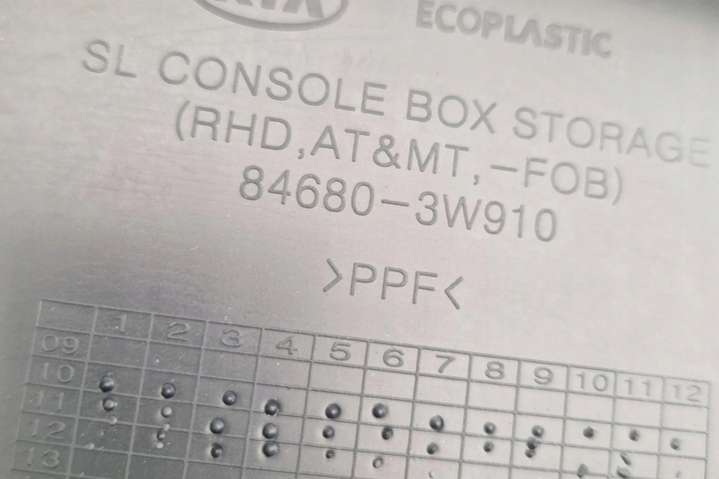 KIA
ECOPLASTIC
SL CONSOLE BOX STORAGE
(RHD,AT&MT,-FOB)
84680-3W910
>PPF<
1 2 3 4 5 6 7 8 9 10 11 12
09
10
11
12
13